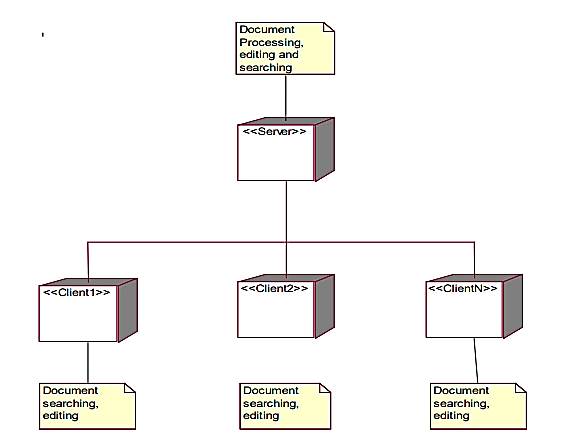 Document
Processing,
editing and
searching
<<Server>>
<<Client1>>
<<Client2>>
<<ClientN>>
Document
searching,
editing
Document
searching,
editing
Document
searching,
editing